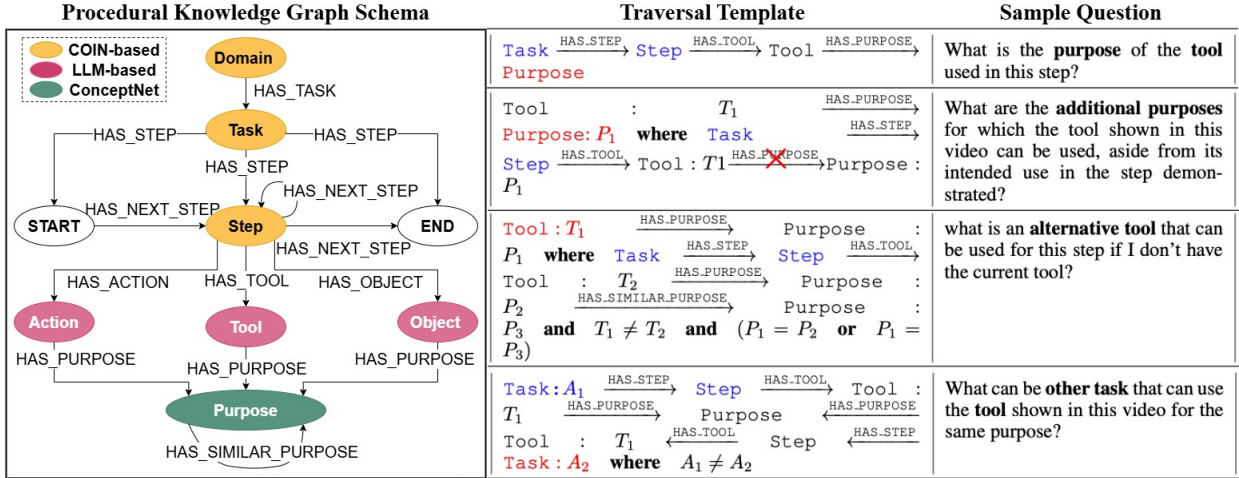 Procedural Knowledge Graph Schema
COIN-based
LLM-based
ConceptNet
Domain
HAS_TASK
Task
HAS_STEP
HAS_STEP
HAS_STEP
HAS_NEXT_STEP
HAS_NEXT_STEP
START
Step
END
HAS_NEXT_STEP
HAS_ACTION
HAS_TOOL
HAS_OBJECT
Action
Tool
Object
HAS_PURPOSE
HAS_PURPOSE
HAS_PURPOSE
Purpose
HAS_SIMILAR_PURPOSE
Traversal Template
Sample Question
HAS_STEP HAS_TOOL HAS_PURPOSE
Task Step Tool
Purpose
What is the purpose of the tool
used in this step?
HAS_PURPOSE
Tool : T1
HAS_STEP
Purpose: P1 where Task
HAS_TOOL HAS_PURPOSE
Step Tool : T1 Purpose :
P1
What are the additional purposes
for which the tool shown in this
video can be used, aside from its
intended use in the step demon-
strated?
HAS_PURPOSE
Tool : T1 Purpose :
HAS_STEP HAS_TOOL
P1 where Task Step
HAS_PURPOSE
Tool : T2 Purpose :
HAS_SIMILAR_PURPOSE
P2 Purpose :
P3 and T1 ≠ T2 and (P1 = P2 or P1 =
P3)
what is an alternative tool that can
be used for this step if I don't have
the current tool?
HAS_STEP HAS_TOOL
Task: A1 Step Tool :
HAS_PURPOSE HAS_PURPOSE
T1 Purpose
HAS_TOOL HAS_STEP
Tool : T1 Step
Task : A2 where A1 ≠ A2
What can be other task that can use
the tool shown in this video for the
same purpose?